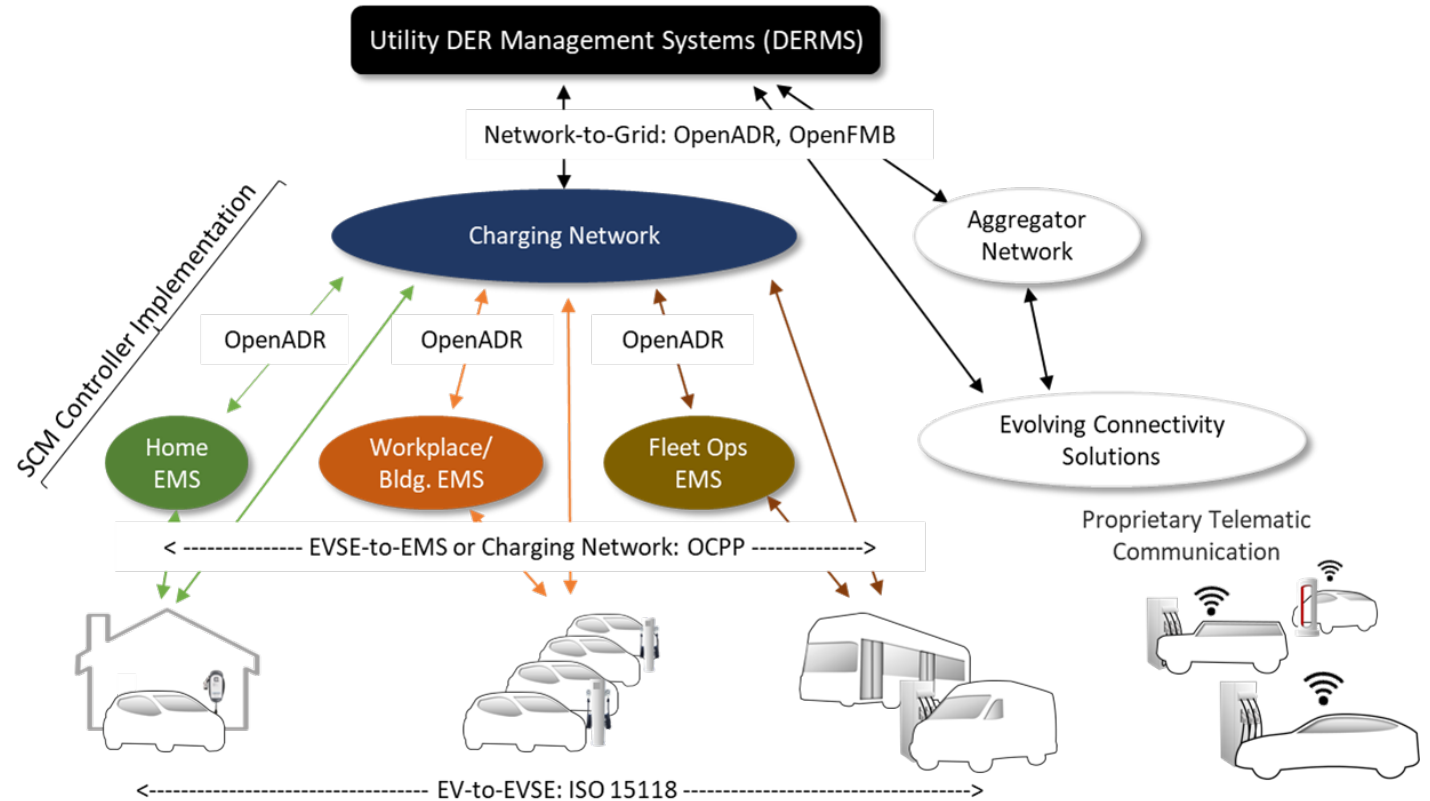 Utility DER Management Systems (DERMS)
Network-to-Grid: OpenADR, OpenFMB
SCM Controller Implementation
Charging Network
Aggregator
Network
OpenADR
OpenADR
OpenADR
Home
EMS
Workplace/
Bldg. EMS
Fleet Ops
EMS
Evolving Connectivity
Solutions
Proprietary Telematic
Communication
< --------------- EVSE-to-EMS or Charging Network: OCPP -------------->
<------------------------------ EV-to-EVSE: ISO 15118 ------------------------------>